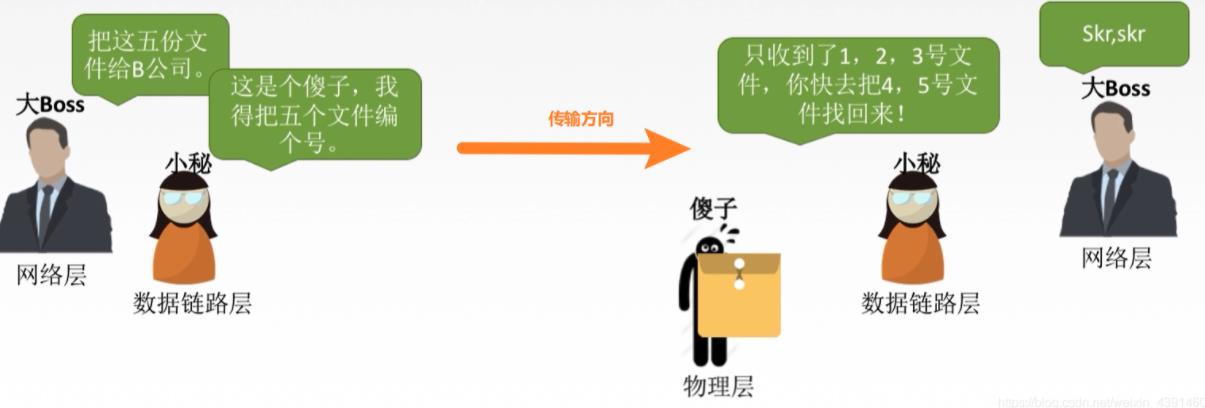 把这五份文
件给B公司。
大Boss
这是个傻子，我
得把五个文件编
个号。
小秘
网络层
数据链路层
传输方向
傻子
物理层
只收到了1，2，3号文
件，你快去把4，5号文
件找回来！
小秘
数据链路层
Skr,skr
大Boss
网络层
https://blog.csdn.net/weixin_4391460